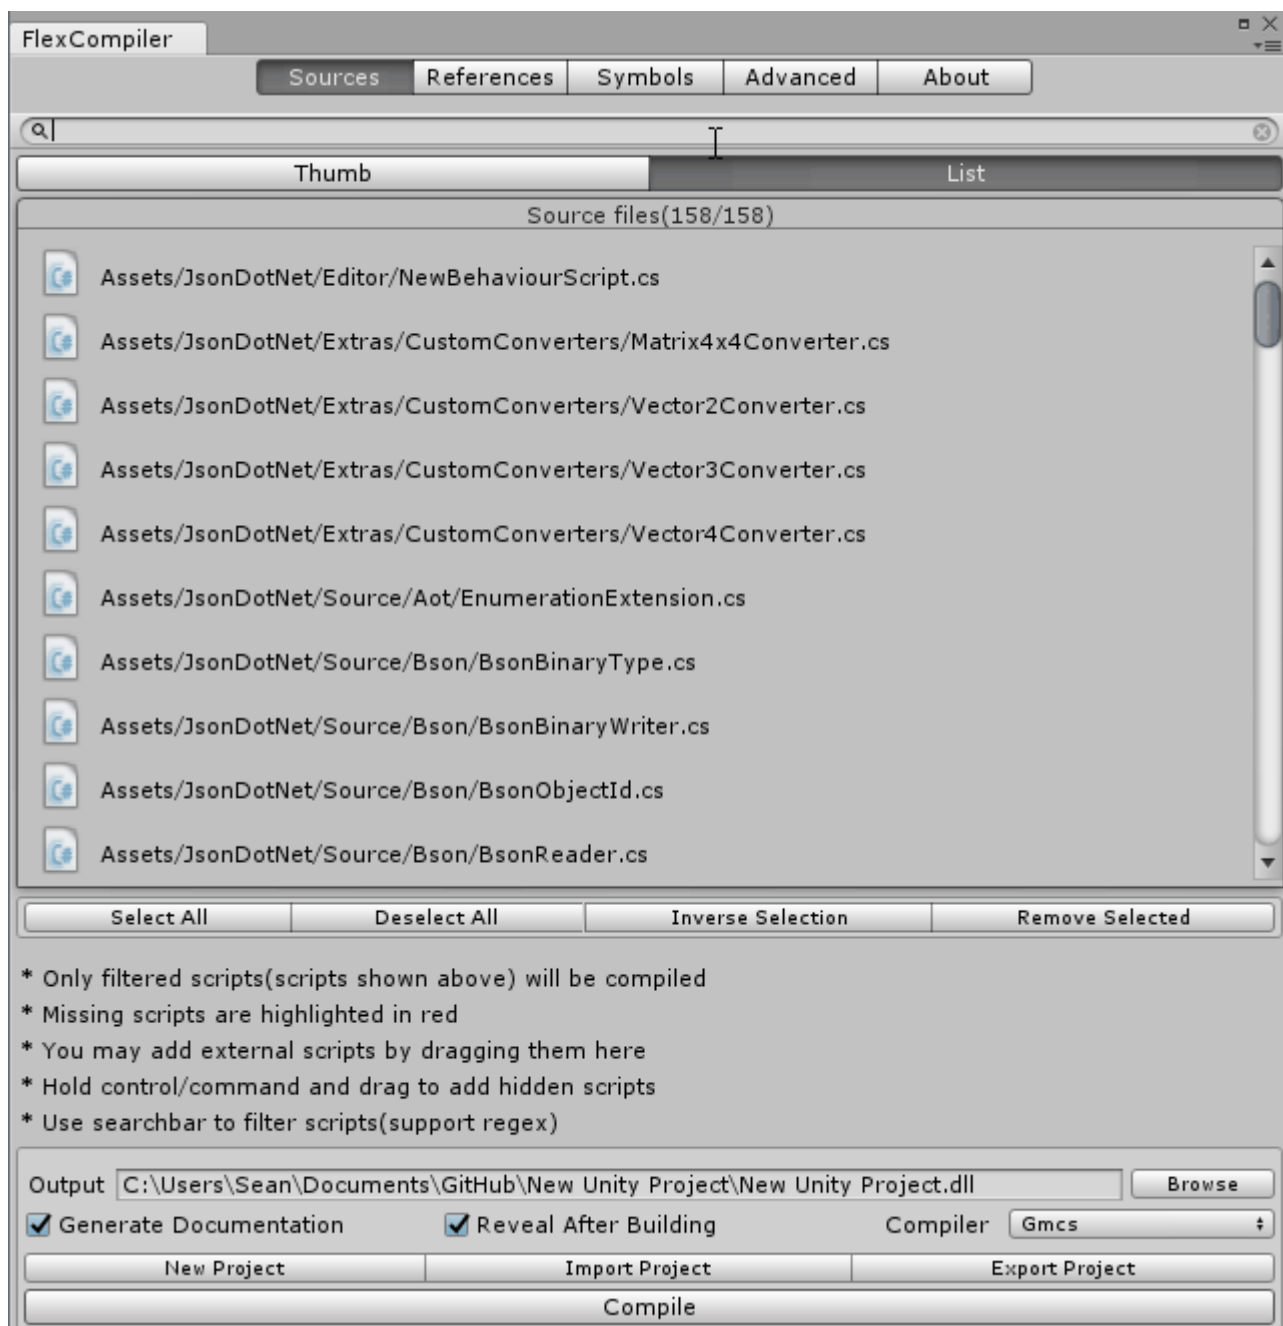 FlexCompiler
Sources References Symbols Advanced About
Thumb List
Source files(158/158)
C# Assets/JsonDotNet/Editor/NewBehaviourScript.cs
C# Assets/JsonDotNet/Extras/CustomConverters/Matrix4x4Converter.cs
C# Assets/JsonDotNet/Extras/CustomConverters/Vector2Converter.cs
C# Assets/JsonDotNet/Extras/CustomConverters/Vector3Converter.cs
C# Assets/JsonDotNet/Extras/CustomConverters/Vector4Converter.cs
C# Assets/JsonDotNet/Source/Aot/EnumerationExtension.cs
C# Assets/JsonDotNet/Source/Bson/BsonBinaryType.cs
C# Assets/JsonDotNet/Source/Bson/BsonBinaryWriter.cs
C# Assets/JsonDotNet/Source/Bson/BsonObjectId.cs
C# Assets/JsonDotNet/Source/Bson/BsonReader.cs
Select All Deselect All Inverse Selection Remove Selected
* Only filtered scripts(scripts shown above) will be compiled
* Missing scripts are highlighted in red
* You may add external scripts by dragging them here
* Hold control/command and drag to add hidden scripts
* Use searchbar to filter scripts(support regex)
Output C:\Users\Sean\Documents\GitHub\New Unity Project\New Unity Project.dll Browse
Generate Documentation Reveal After Building Compiler Gmcs
New Project Import Project Export Project
Compile